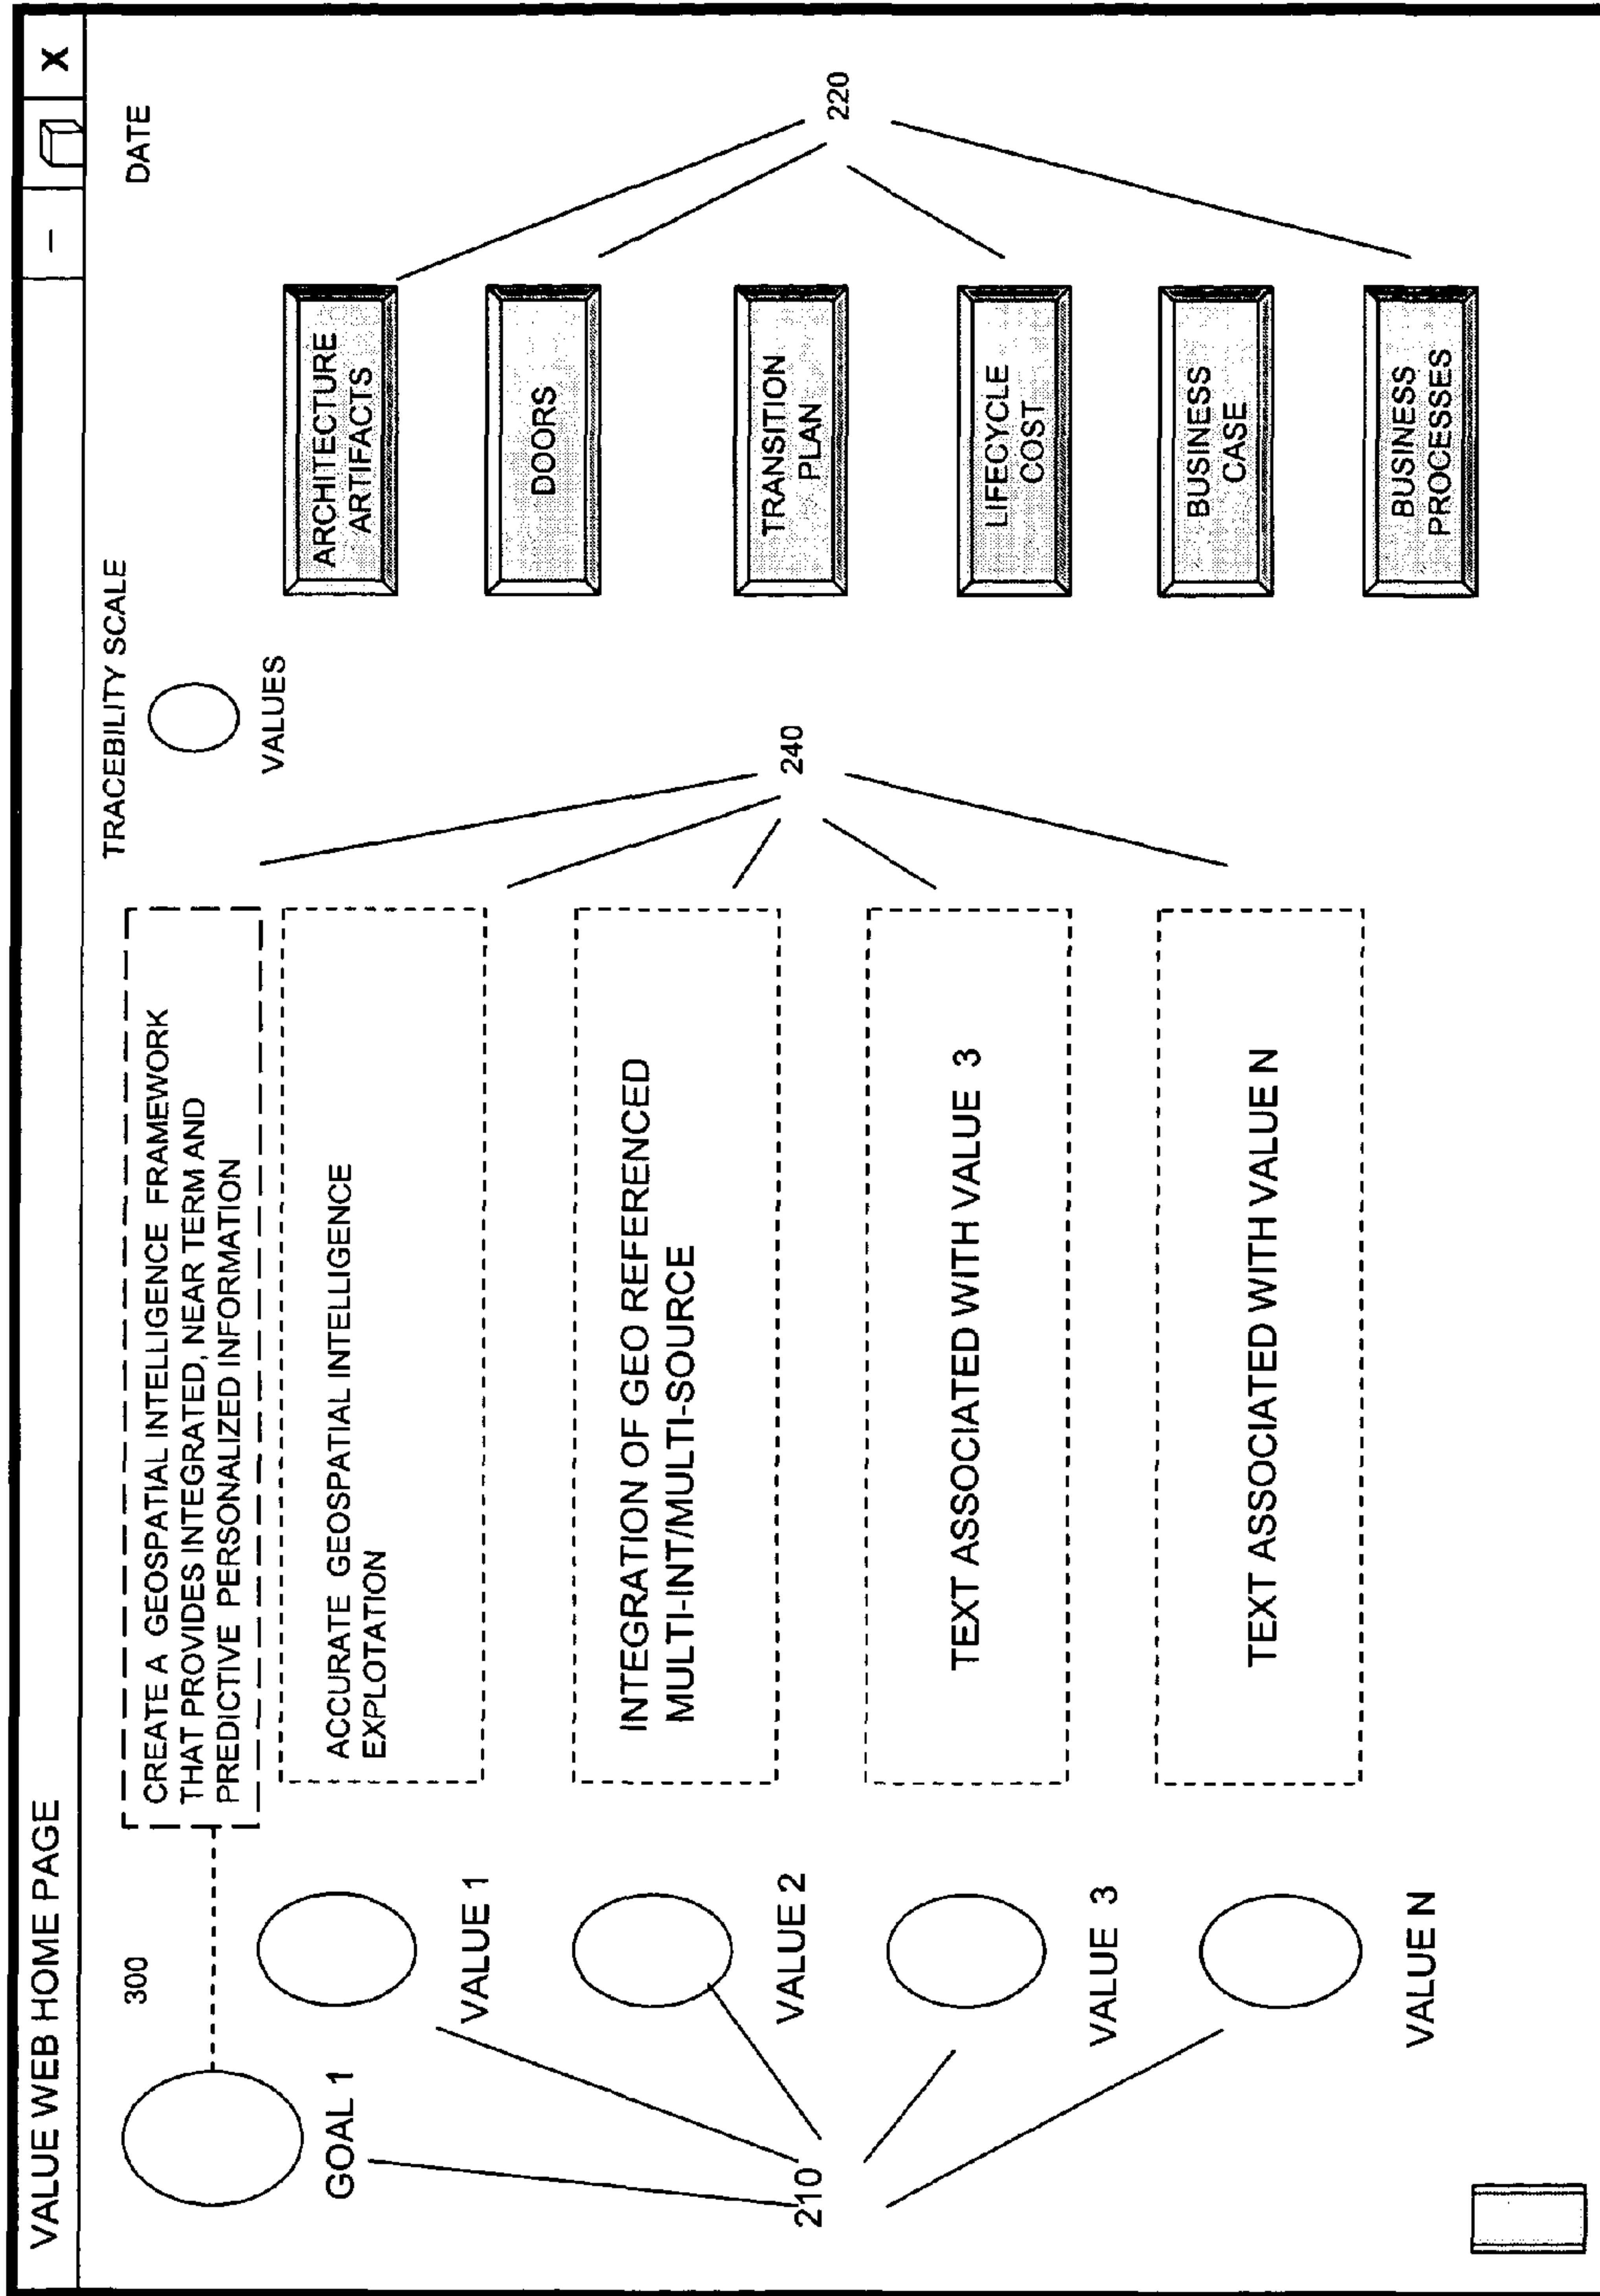 VALUE WEB HOME PAGE
– X
TRACEBILITY SCALE
DATE
VALUES
300
GOAL 1
CREATE A GEOSPATIAL INTELLIGENCE FRAMEWORK
THAT PROVIDES INTEGRATED, NEAR TERM AND
PREDICTIVE PERSONALIZED INFORMATION
VALUE 1
ACCURATE GEOSPATIAL INTELLIGENCE
EXPLOTATION
VALUE 2
INTEGRATION OF GEO REFERENCED
MULTI-INT/MULTI-SOURCE
VALUE 3
TEXT ASSOCIATED WITH VALUE 3
VALUE N
TEXT ASSOCIATED WITH VALUE N
210
240
220
ARCHITECTURE
ARTIFACTS
DOORS
TRANSITION
PLAN
LIFECYCLE
COST
BUSINESS
CASE
BUSINESS
PROCESSES